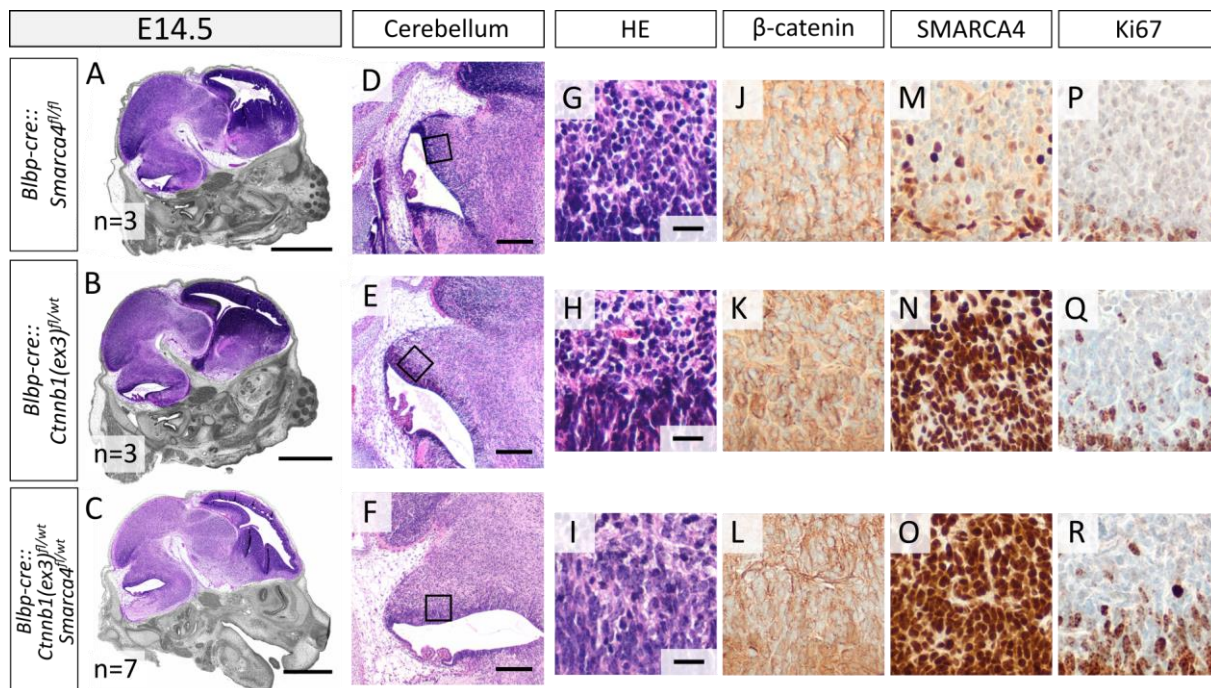 E14.5 Cerebellum HE β-catenin SMARCA4 Ki67
Blbp-cre::
Smarca4fl/fl
A
n=3
D
G
J
M
P
Blbp-cre::
Ctnnb1(ex3)fl/wt
B
n=3
E
H
K
N
Q
Blbp-cre::
Ctnnb1(ex3)fl/wt
Smarca4fl/wt
C
n=7
F
I
L
O
R